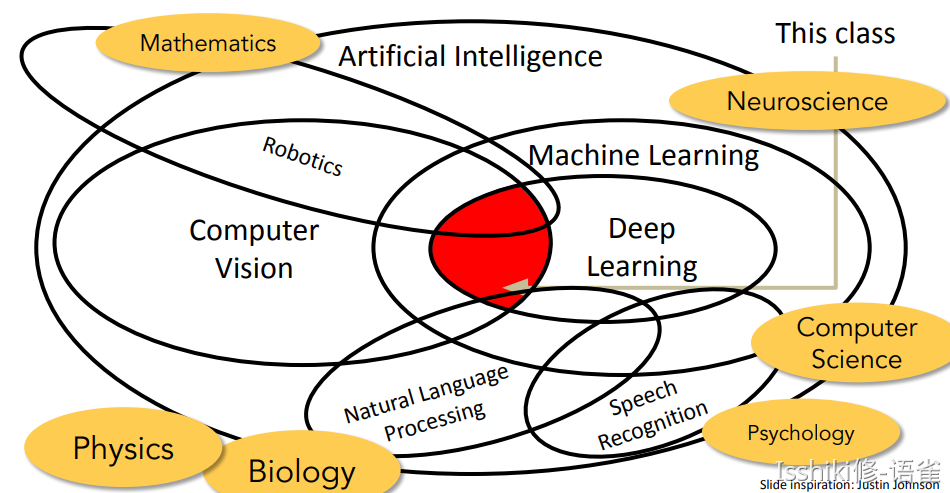 This class
Mathematics
Artificial Intelligence
Neuroscience
Robotics
Machine Learning
Computer
Vision
Deep
Learning
Computer
Science
Natural Language
Processing
Speech
Recognition
Physics
Biology
Psychology
Isshiki修-语雀
Slide inspiration: Justin Johnson